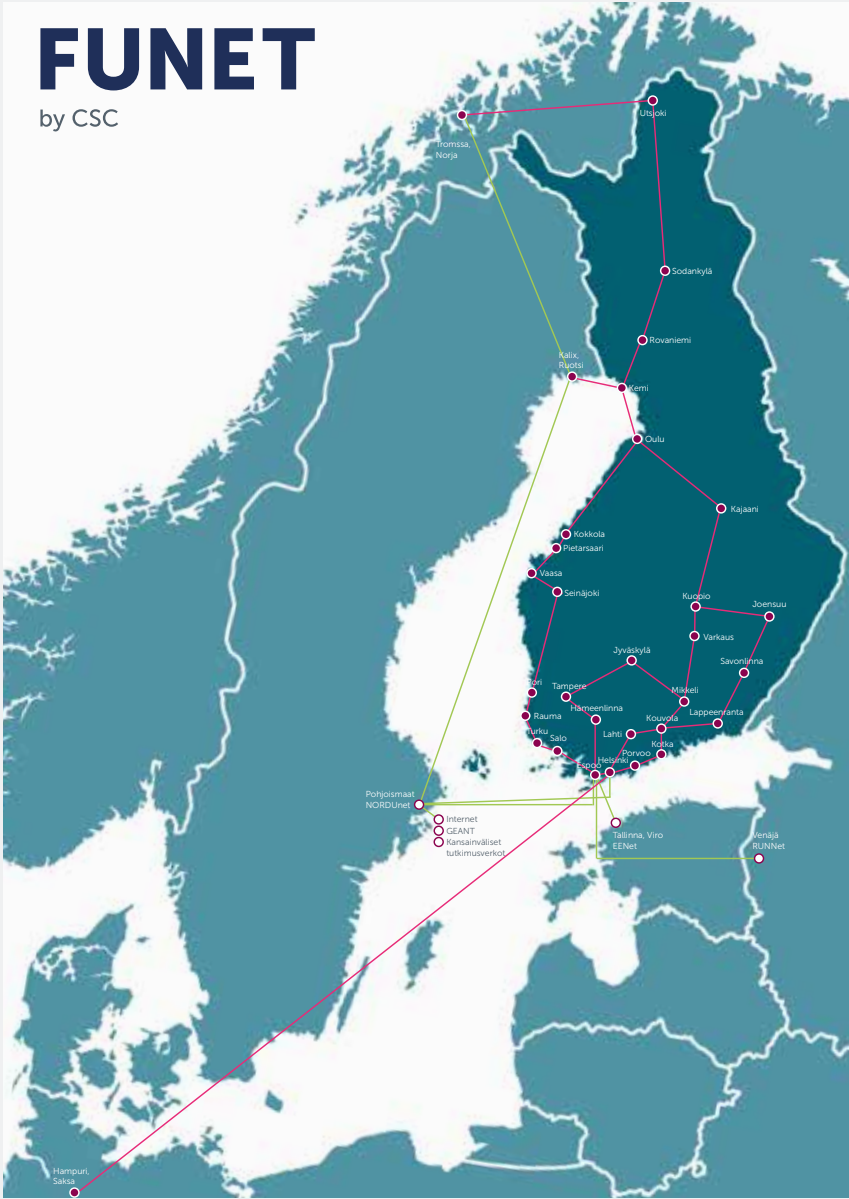 FUNET
by CSC
Utsjoki
Tromssa,
Norja
Sodankylä
Rovaniemi
Kalix,
Ruotsi
Kemi
Oulu
Kajaani
Kokkola
Pietarsaari
Vaasa
Seinäjoki
Kuopio
Joensuu
Varkaus
Jyväskylä
Savonlinna
Pori
Tampere
Mikkeli
Hämeenlinna
Lappeenranta
Rauma
Kouvola
Turku
Lahti
Salo
Kotka
Porvoo
Helsinki
Espoo
Pohjoismaat
NORDUnet
Internet
GEANT
Kansainväliset
tutkimusverkot
Tallinna, Viro
EENet
Venäjä
RUNNet
Hampuri,
Saksa